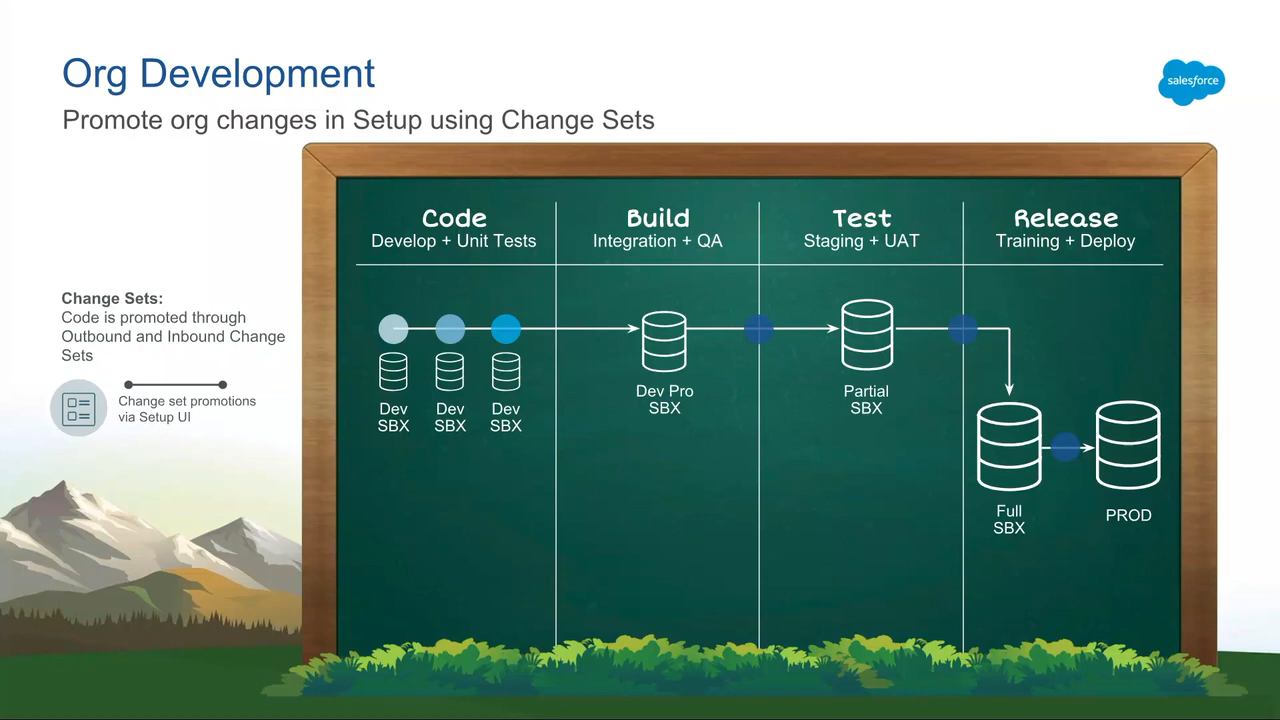 Org Development
salesforce
Promote org changes in Setup using Change Sets
Code
Develop + Unit Tests
Build
Integration + QA
Test
Staging + UAT
Release
Training + Deploy
Change Sets:
Code is promoted through
Outbound and Inbound Change
Sets
Change set promotions
via Setup UI
Dev
SBX
Dev
SBX
Dev
SBX
Dev Pro
SBX
Partial
SBX
Full
SBX
PROD